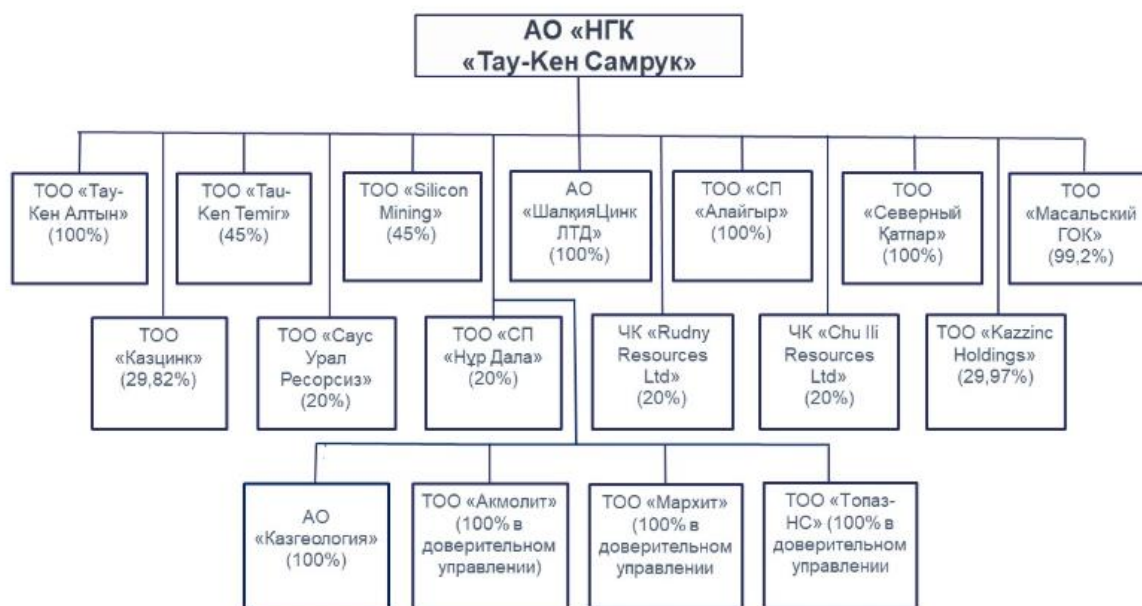 АО «НГК
«Тау-Кен Самрук»
ТОО «Тау-
Кен Алтын»
(100%)
ТОО «Tau-
Ken Temir»
(45%)
ТОО «Silicon
Mining»
(45%)
АО
«ШалқияЦинк
ЛТД»
(100%)
ТОО «СП
«Алайгыр»
(100%)
ТОО
«Северный
Қатпар»
(100%)
ТОО
«Масальский
ГОК»
(99,2%)
ТОО
«Казцинк»
(29,82%)
ТОО «Саус
Урал
Ресорсиз»
(20%)
ТОО «СП
«Нұр Дала»
(20%)
ЧК «Rudny
Resources
Ltd»
(20%)
ЧК «Chu Ili
Resources
Ltd»
(20%)
ТОО «Kazzinc
Holdings»
(29,97%)
АО
«Казгеология»
(100%)
ТОО «Акмолит»
(100% в
доверительном
управлении)
ТОО «Мархит»
(100% в
доверительном
управлении
ТОО «Топаз-
НС» (100% в
доверительном
управлении